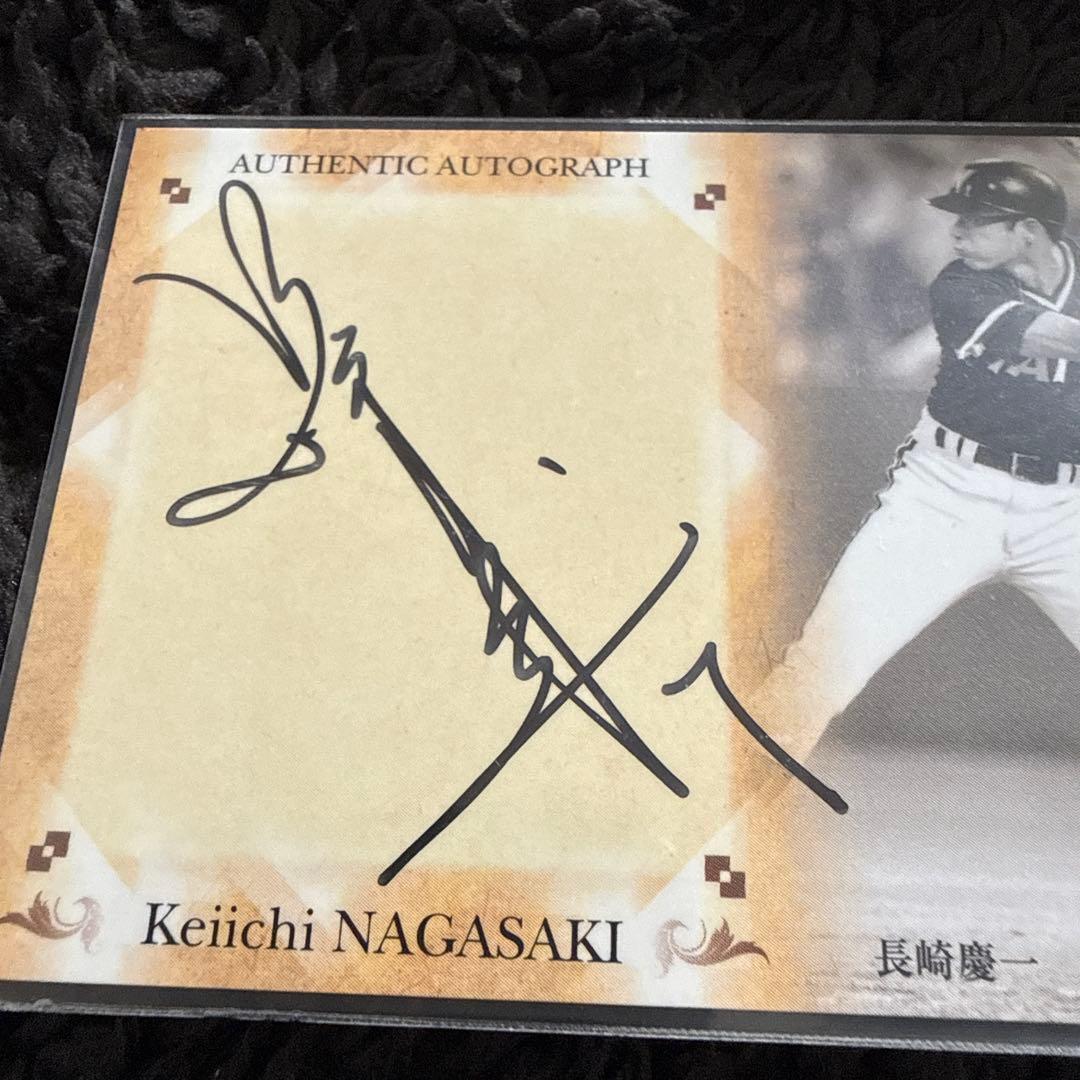 AUTHENTIC AUTOGRAPH
Keiichi NAGASAKI
長崎慶一